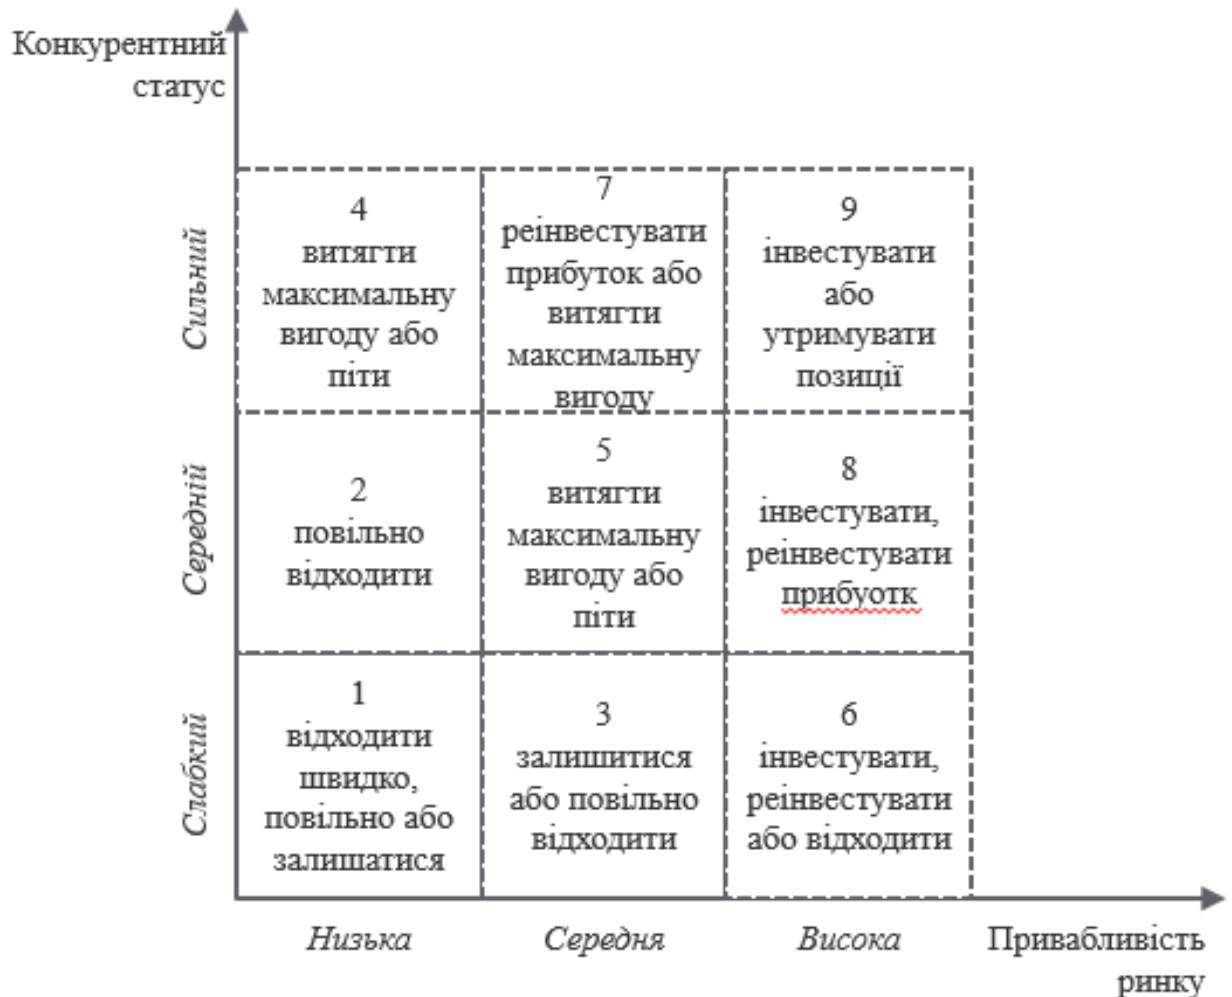 Конкурентний
статус
Сильний
4
витягти
максимальну
вигоду або
піти
7
реінвестувати
прибуток або
витягти
максимальну
вигоду
9
інвестувати
або
утримувати
позиції
Середній
2
повільно
відходити
5
витягти
максимальну
вигоду або
піти
8
інвестувати,
реінвестувати
прибуотк
Слабкий
1
відходити
швидко,
повільно або
залишатися
3
залишитися
або повільно
відходити
6
інвестувати,
реінвестувати
або відходити
Низька
Середня
Висока
Привабливість
ринку